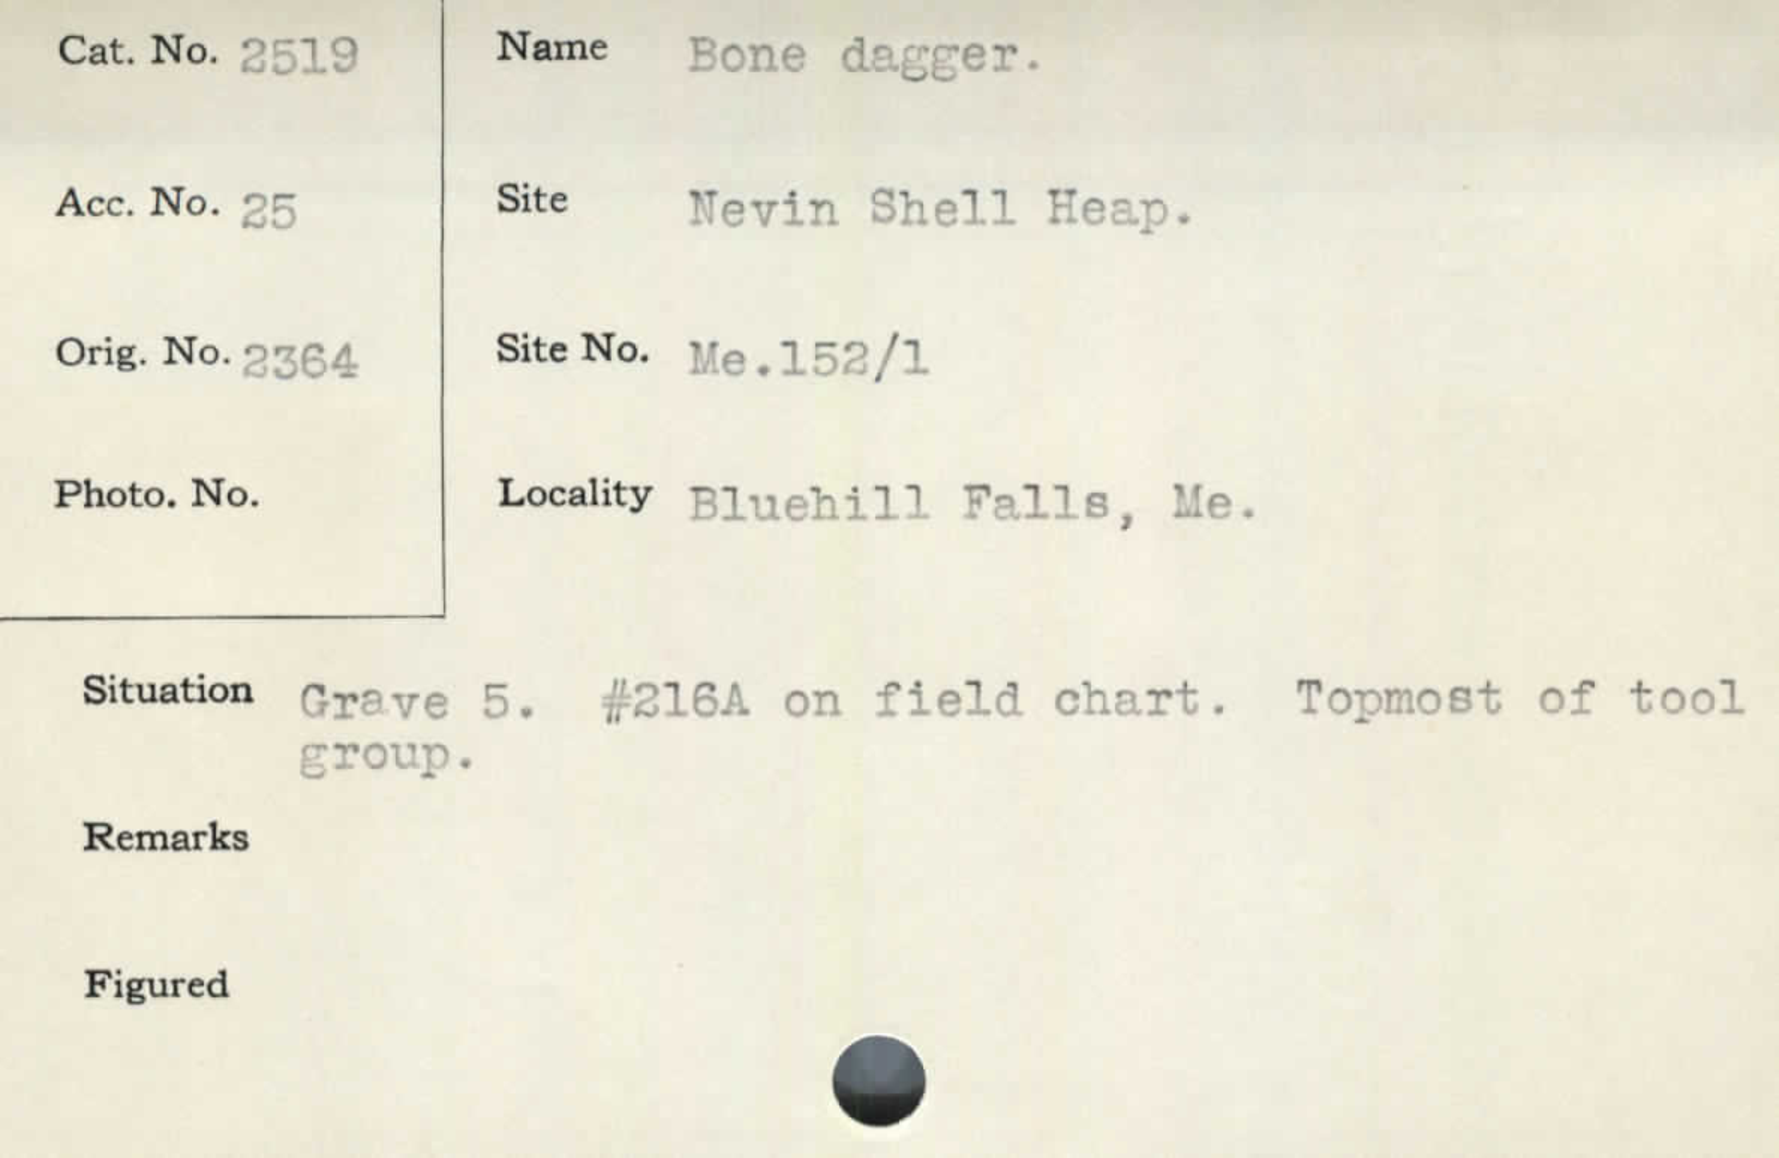 Cat. No. 2519
Name Bone dagger.
Acc. No. 25
Site Nevin Shell Heap.
Orig. No. 2364
Site No. Me.152/1
Photo. No.
Locality Bluehill Falls, Me.
Situation Grave 5. #216A on field chart. Topmost of tool
group.
Remarks
Figured